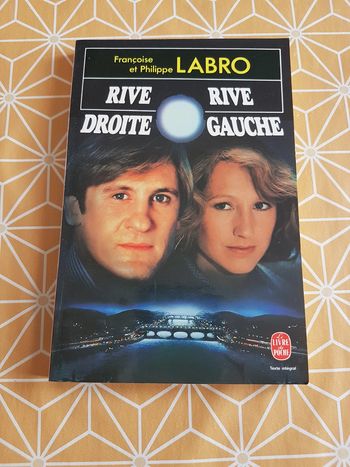 Françoise
et Philippe LABRO
RIVE RIVE
DROITE GAUCHE
LE LIVRE
DE
POCHE
Texte intégral